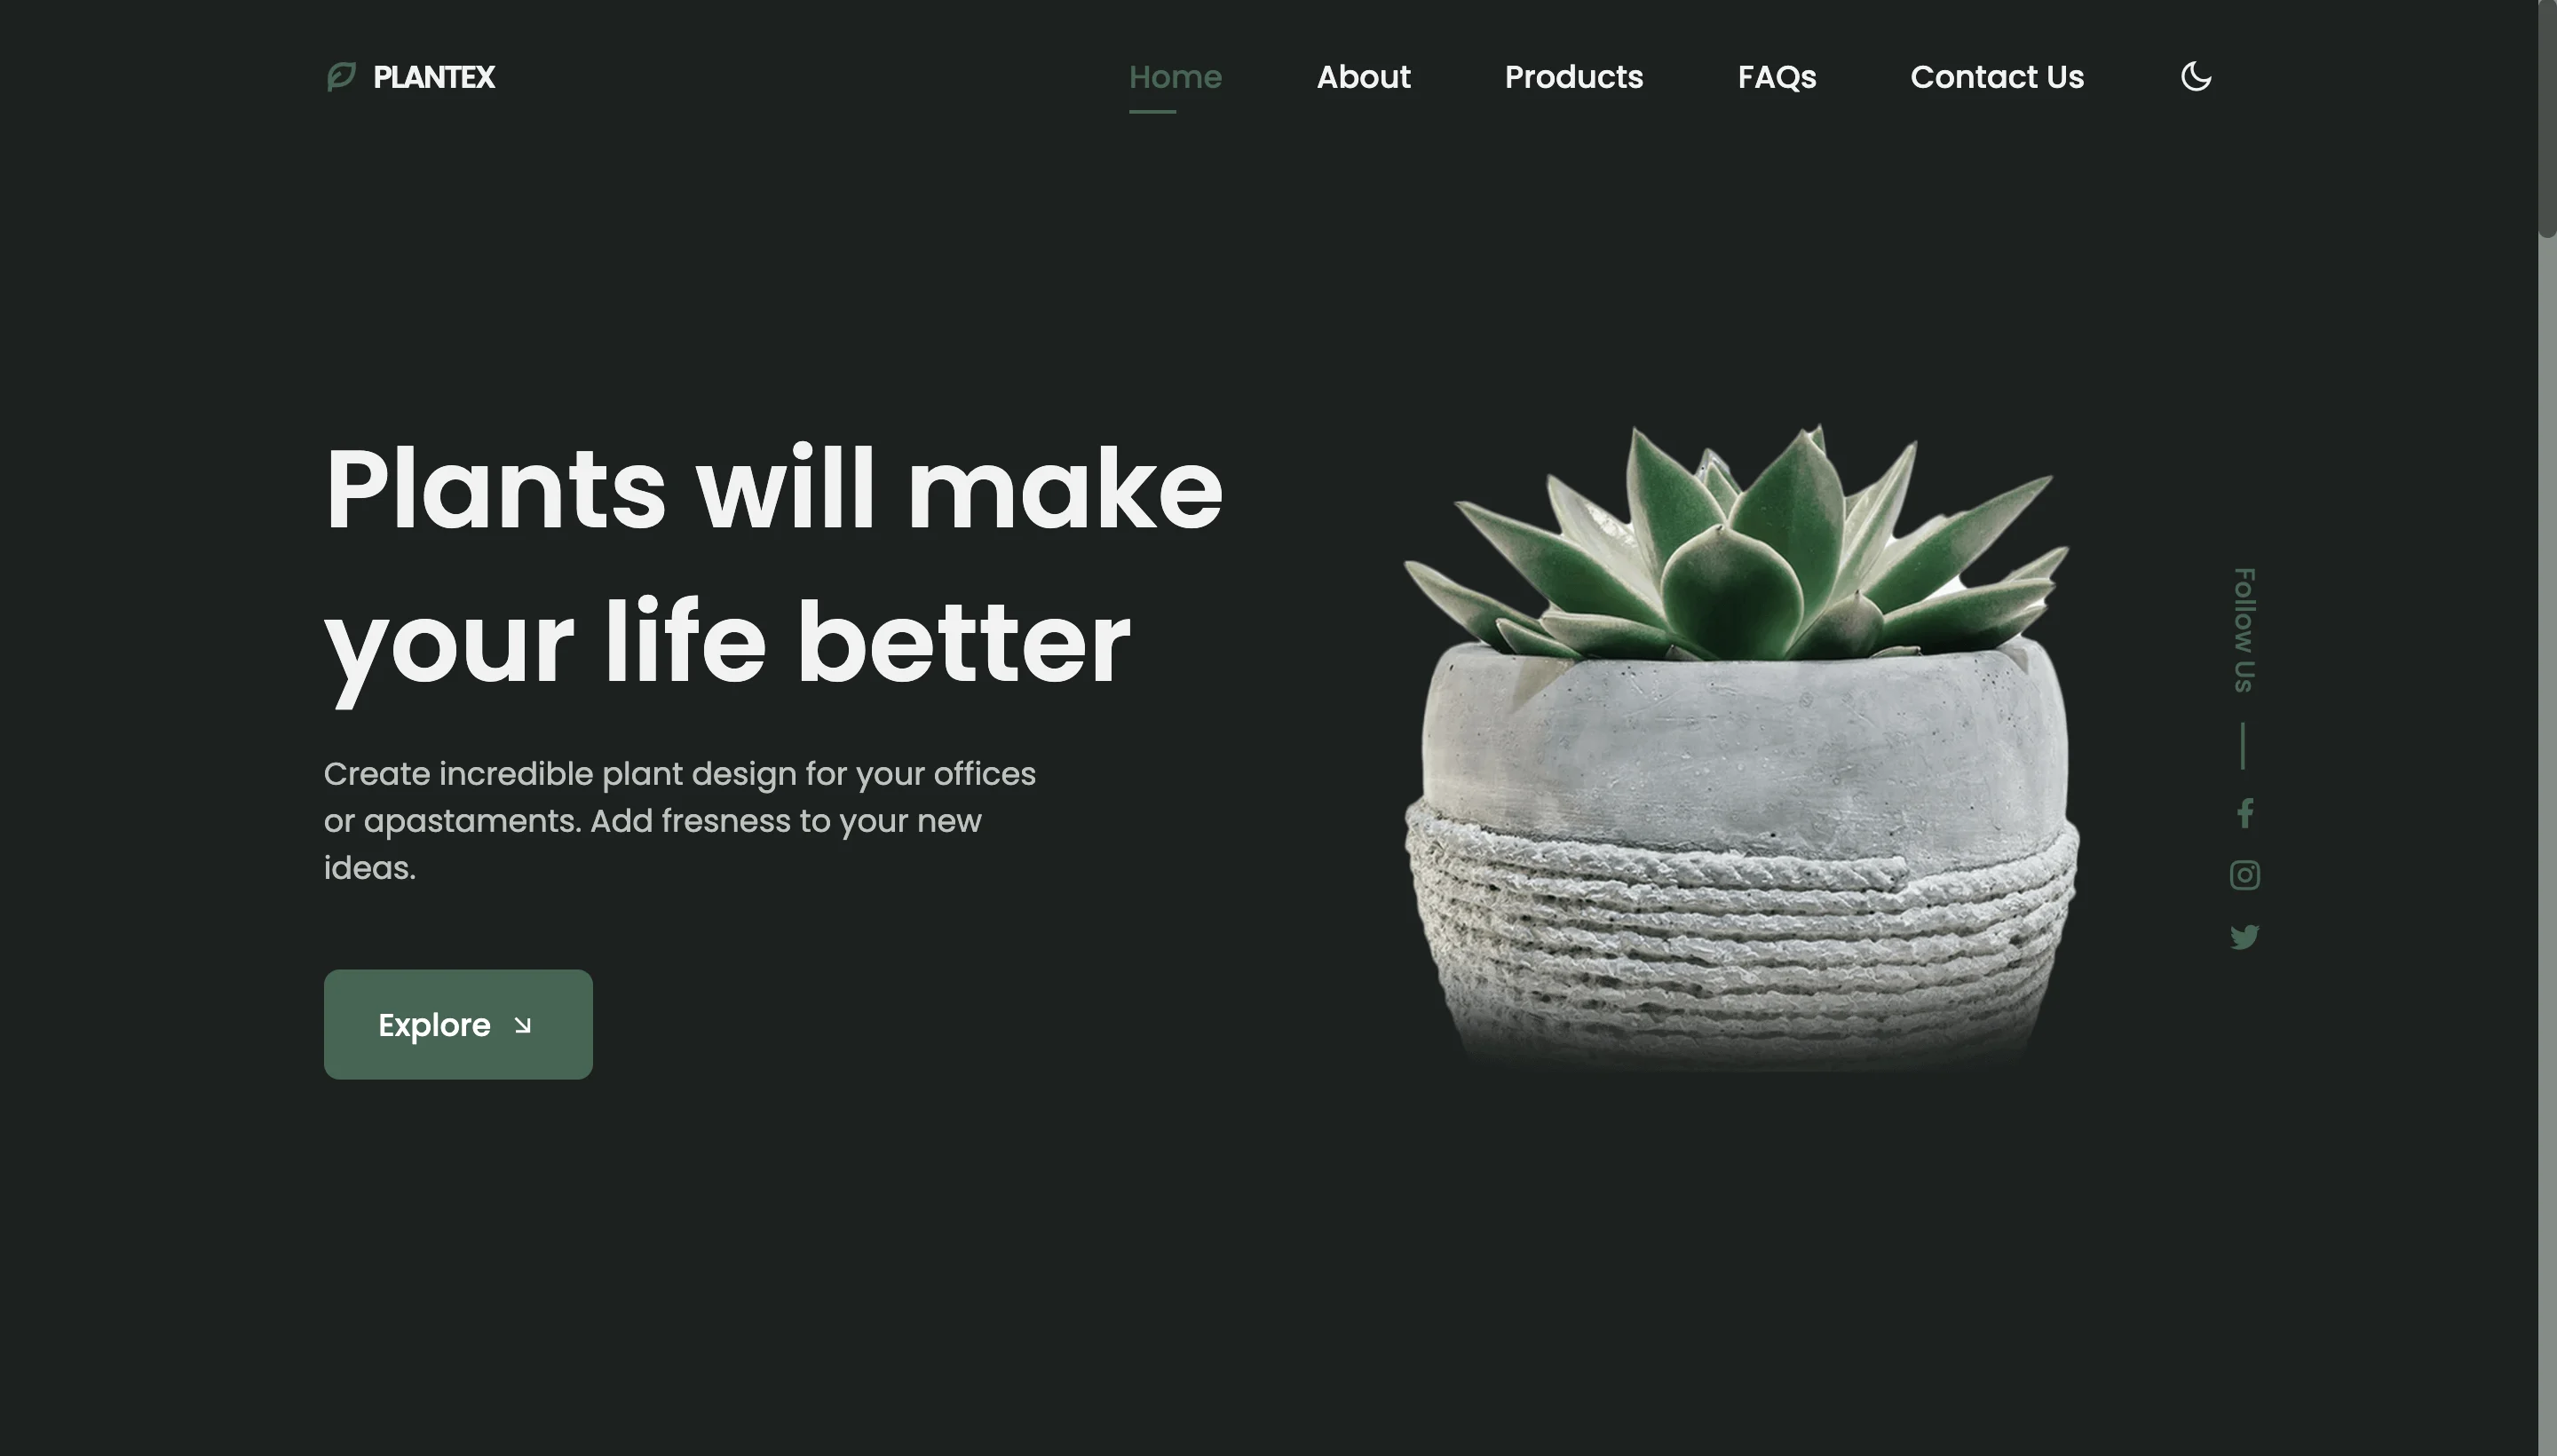 PLANTEX
Home
About
Products
FAQs
Contact Us
Plants will make
your life better
Create incredible plant design for your offices
or apastaments. Add fresness to your new
ideas.
Explore
Follow Us